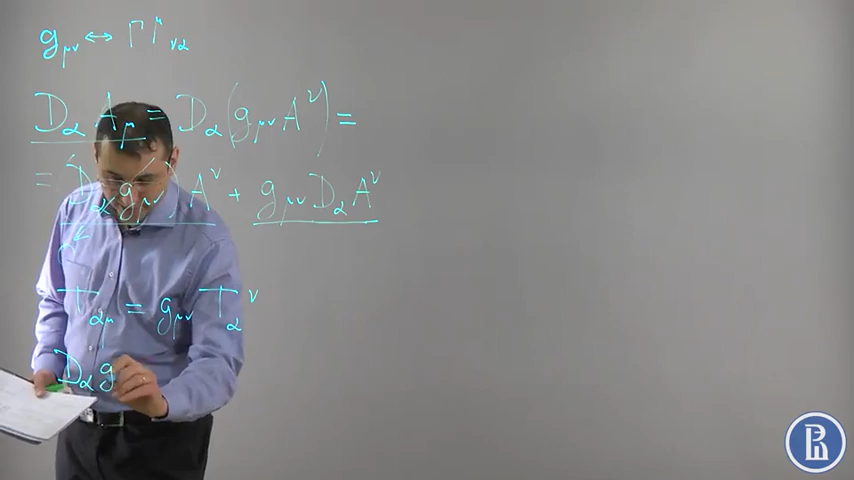 g_{μν} ↔ Γ^μ_{να}
D_α A_μ = D_α (g_{μν} A^ν) =
= (D_α g_{μν}) A^ν + g_{μν} D_α A^ν
T_{αμ} = g_{μν} T_α^ν
D_α g